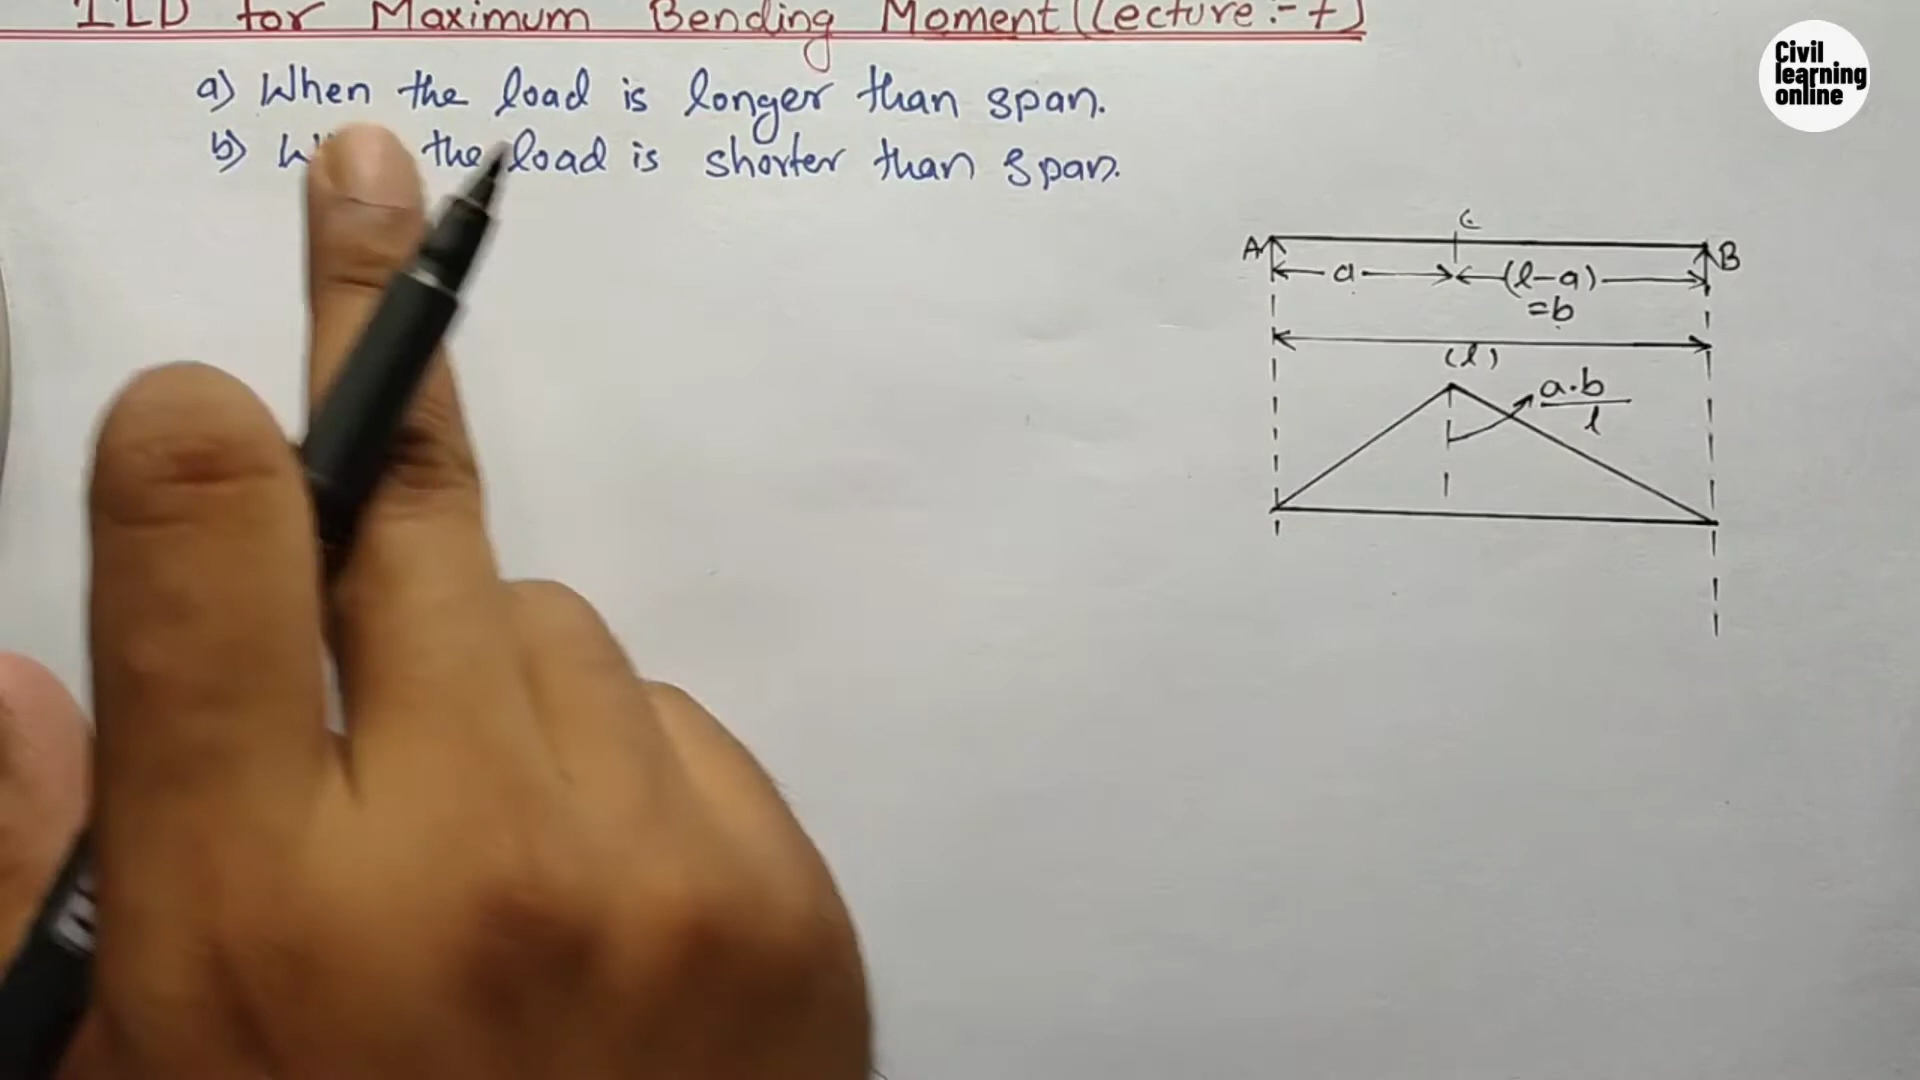 ILD for Maximum Bending Moment (Lecture:- 7)
a) When the load is longer than span.
b) the load is shorter than span.
Civil
learning
online
C
A B
a (l-a)
=b
(l)
a.b
l